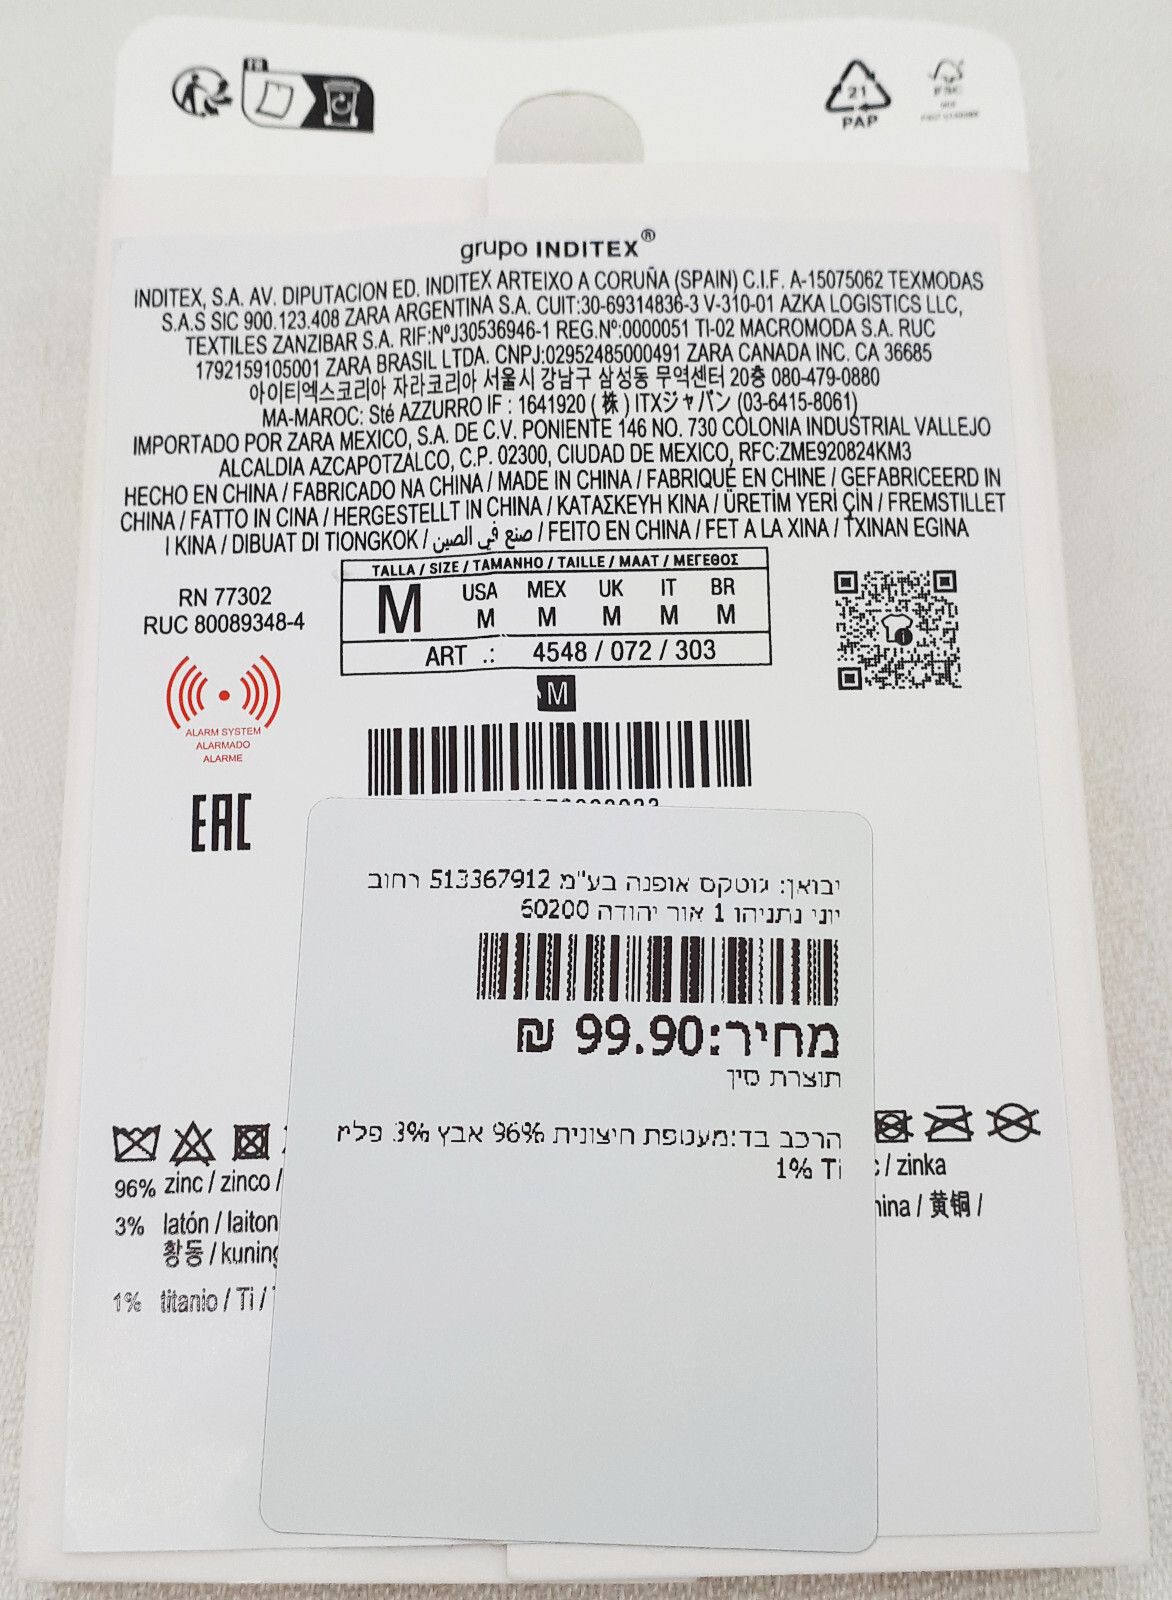 FR
21
PAP
FSC
grupo INDITEX®
INDITEX, S.A. AV. DIPUTACION ED. INDITEX ARTEIXO A CORUÑA (SPAIN) C.I.F. A-15075062 TEXMODAS
S.A.S SIC 900.123.408 ZARA ARGENTINA S.A. CUIT:30-69314836-3 V-310-01 AZKA LOGISTICS LLC,
TEXTILES ZANZIBAR S.A. RIF:NºJ30536946-1 REG.Nº:0000051 TI-02 MACROMODA S.A. RUC
1792159105001 ZARA BRASIL LTDA. CNPJ:02952485000491 ZARA CANADA INC. CA 36685
아이티엑스코리아 자라코리아 서울시 강남구 삼성동 무역센터 20층 080-479-0880
MA-MAROC: Sté AZZURRO IF : 1641920 ( 株 ) ITXジャパン (03-6415-8061)
IMPORTADO POR ZARA MEXICO, S.A. DE C.V. PONIENTE 146 NO. 730 COLONIA INDUSTRIAL VALLEJO
ALCALDIA AZCAPOTZALCO, C.P. 02300, CIUDAD DE MEXICO, RFC:ZME920824KM3
HECHO EN CHINA / FABRICADO NA CHINA / MADE IN CHINA / FABRIQUÉ EN CHINE / GEFABRICEERD IN
CHINA / FATTO IN CINA / HERGESTELLT IN CHINA / ΚΑΤΑΣΚΕΥΗ ΚΙΝΑ / ÜRETİM YERİ ÇİN / FREMSTILLET
I KINA / DIBUAT DI TIONGKOK / صنع في الصين / FEITO EN CHINA / FET A LA XINA / TXINAN EGINA
TALLA / SIZE / TAMANHO / TAILLE / MAAT / ΜΕΓΕΘΟΣ
M USA MEX UK IT BR
M M M M M
ART .: 4548 / 072 / 303
RN 77302
RUC 80089348-4
M
ALARM SYSTEM
ALARMADO
ALARME
EAC
יבואן: גוטקס אופנה בע"מ 513367912 רחוב
יוני נתניהו 1 אור יהודה 60200
מחיר:99.90 ₪
תוצרת סין
הרכב בד:מעטפת חיצונית 96% אבץ 3% פליז
1% Ti
96% zinc / zinco /
/ zinka
3% latón / laiton
黄铜 /
황동 / kuning
1% titanio / Ti /